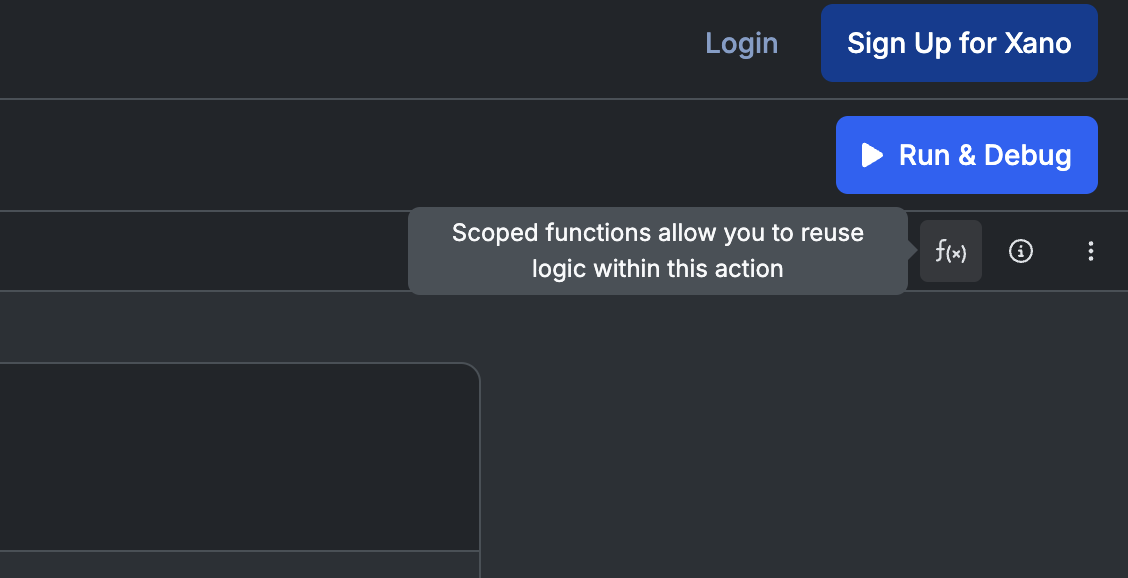 Login
Sign Up for Xano
Run & Debug
Scoped functions allow you to reuse
logic within this action
f(x)